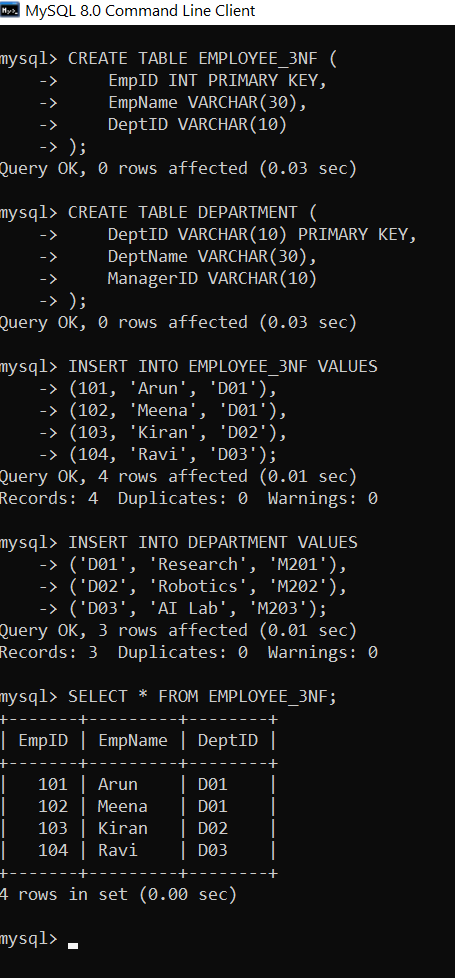 MySQL 8.0 Command Line Client
mysql> CREATE TABLE EMPLOYEE_3NF (
    ->     EmpID INT PRIMARY KEY,
    ->     EmpName VARCHAR(30),
    ->     DeptID VARCHAR(10)
    -> );
Query OK, 0 rows affected (0.03 sec)
mysql> CREATE TABLE DEPARTMENT (
    ->     DeptID VARCHAR(10) PRIMARY KEY,
    ->     DeptName VARCHAR(30),
    ->     ManagerID VARCHAR(10)
    -> );
Query OK, 0 rows affected (0.03 sec)
mysql> INSERT INTO EMPLOYEE_3NF VALUES
    -> (101, 'Arun', 'D01'),
    -> (102, 'Meena', 'D01'),
    -> (103, 'Kiran', 'D02'),
    -> (104, 'Ravi', 'D03');
Query OK, 4 rows affected (0.01 sec)
Records: 4  Duplicates: 0  Warnings: 0
mysql> INSERT INTO DEPARTMENT VALUES
    -> ('D01', 'Research', 'M201'),
    -> ('D02', 'Robotics', 'M202'),
    -> ('D03', 'AI Lab', 'M203');
Query OK, 3 rows affected (0.01 sec)
Records: 3  Duplicates: 0  Warnings: 0
mysql> SELECT * FROM EMPLOYEE_3NF;
+-------+---------+--------+
| EmpID | EmpName | DeptID |
+-------+---------+--------+
|   101 | Arun    | D01    |
|   102 | Meena   | D01    |
|   103 | Kiran   | D02    |
|   104 | Ravi    | D03    |
+-------+---------+--------+
4 rows in set (0.00 sec)
mysql> _